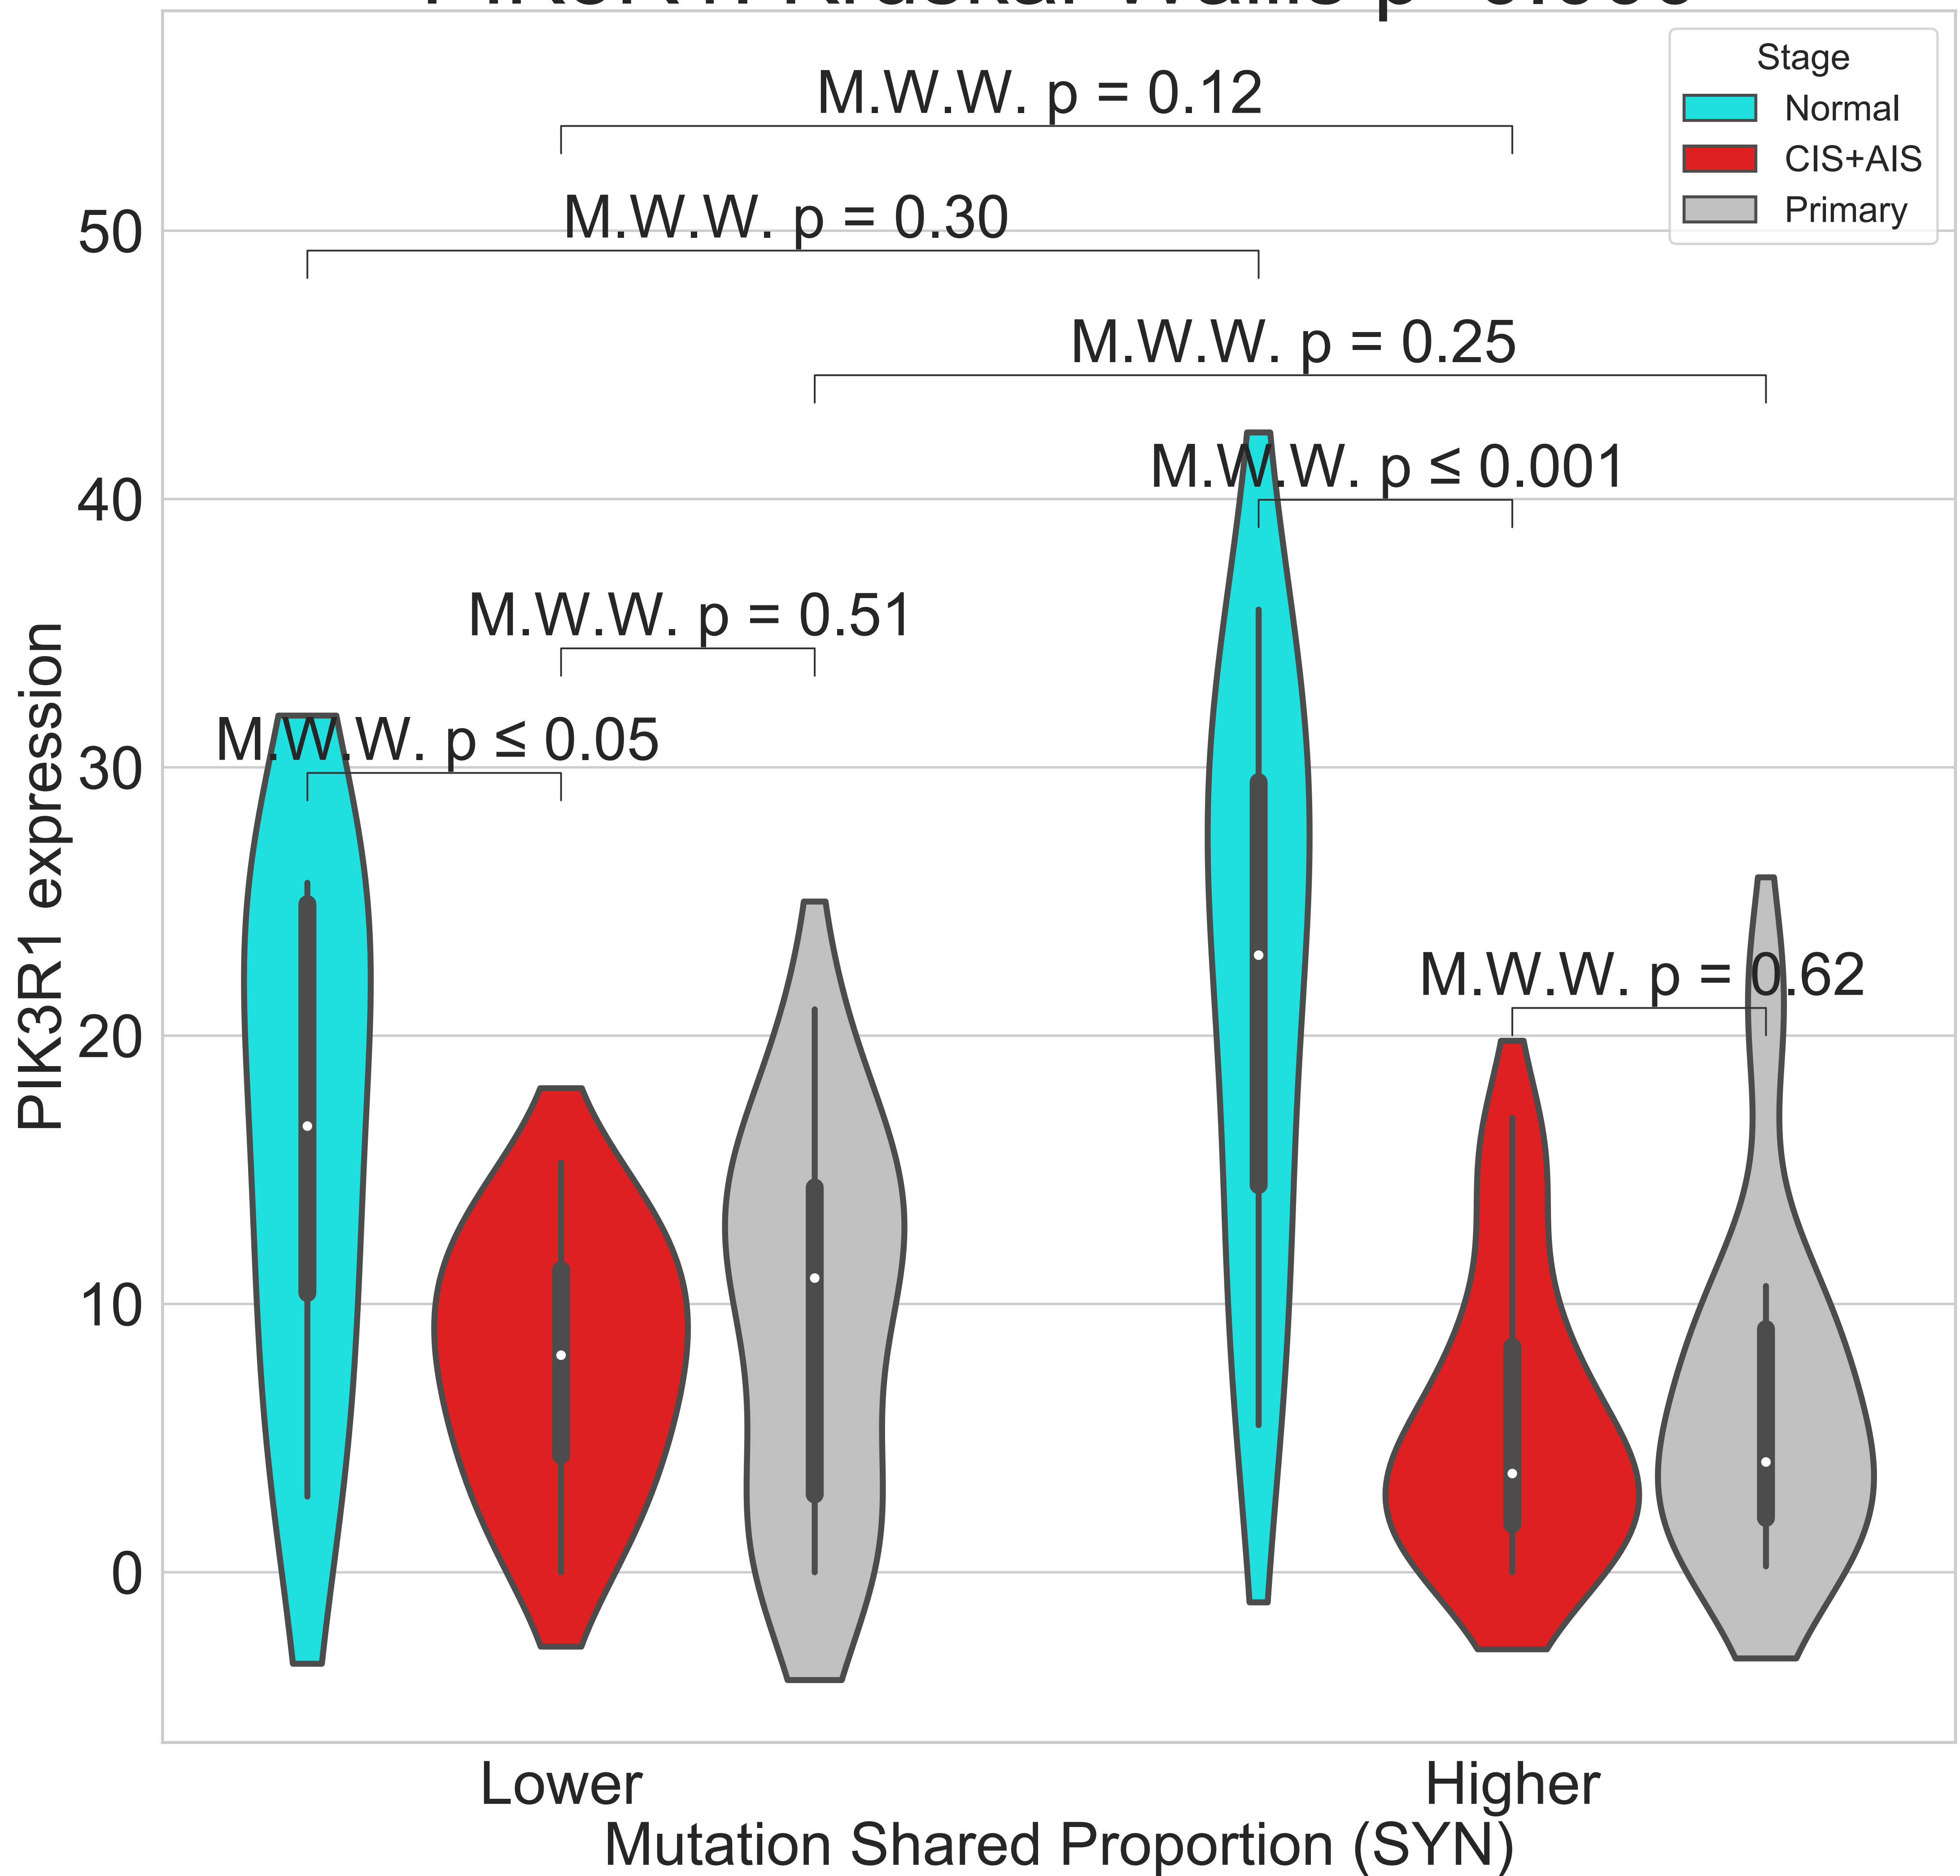 Stage
Normal
CIS+AIS
Primary
M.W.W. p = 0.12
M.W.W. p = 0.30
M.W.W. p = 0.25
M.W.W. p ≤ 0.001
M.W.W. p = 0.51
M.W.W. p ≤ 0.05
M.W.W. p = 0.62
PIK3R1 expression
50
40
30
20
10
0
Lower
Higher
Mutation Shared Proportion (SYN)